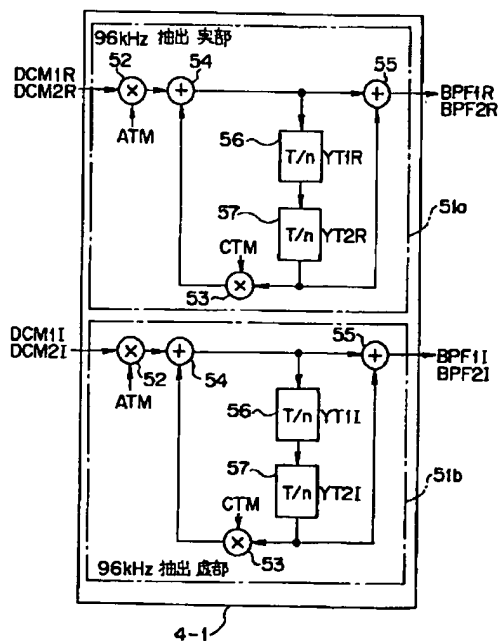 96kHz 抽出 実部
DCM1R
DCM2R
52
54
55
BPF1R
BPF2R
ATM
56
T/n
YT1R
57
T/n
YT2R
51a
CTM
53
DCM1I
DCM2I
52
54
55
BPF1I
BPF2I
ATM
56
T/n
YT1I
57
T/n
YT2I
51b
CTM
53
96kHz 抽出 虚部
4-1